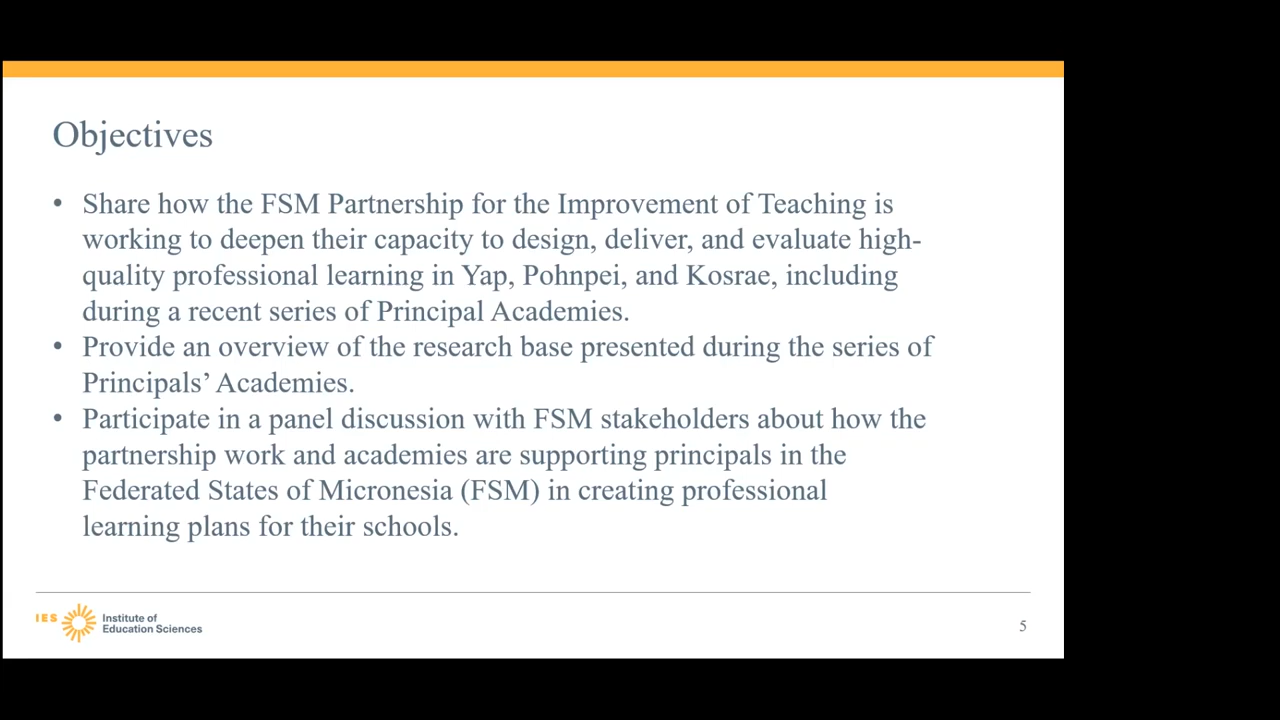 Objectives
• Share how the FSM Partnership for the Improvement of Teaching is
working to deepen their capacity to design, deliver, and evaluate high-
quality professional learning in Yap, Pohnpei, and Kosrae, including
during a recent series of Principal Academies.
• Provide an overview of the research base presented during the series of
Principals’ Academies.
• Participate in a panel discussion with FSM stakeholders about how the
partnership work and academies are supporting principals in the
Federated States of Micronesia (FSM) in creating professional
learning plans for their schools.
IES
Institute of
Education Sciences
5